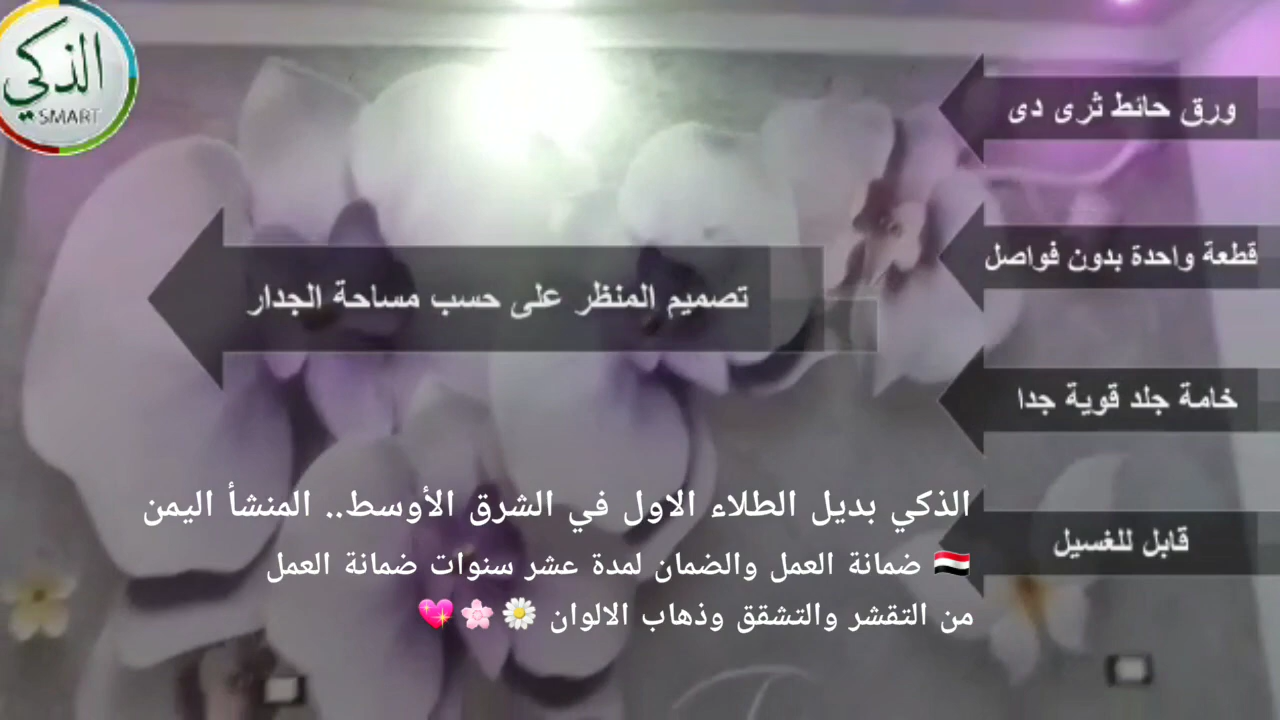 الذكي
SMART
ورق حائط ثرى دى
قطعة واحدة بدون فواصل
تصميم المنظر على حسب مساحة الجدار
خامة جلد قوية جدا
قابل للغسيل
الذكي بديل الطلاء الاول في الشرق الأوسط.. المنشأ اليمن
🇾🇪 ضمانة العمل والضمان لمدة عشر سنوات ضمانة العمل
من التقشر والتشقق وذهاب الالوان 🌼🌸💖